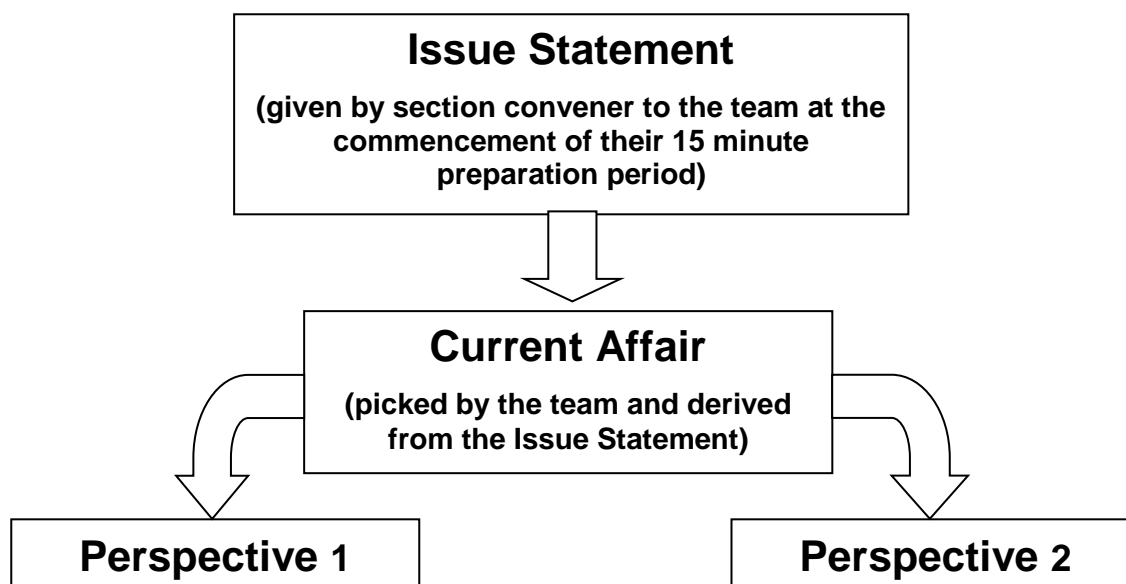 Issue Statement
(given by section convener to the team at the
commencement of their 15 minute
preparation period)
Current Affair
(picked by the team and derived
from the Issue Statement)
Perspective 1
Perspective 2